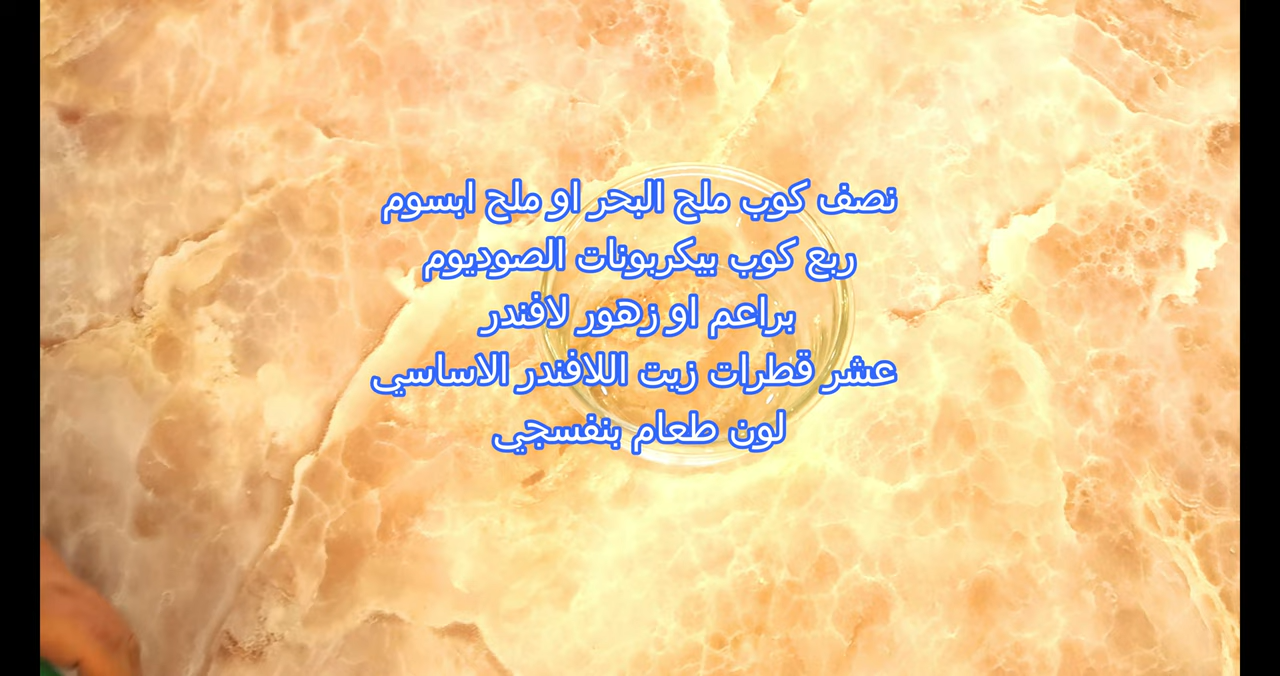 نصف كوب ملح البحر او ملح ابسوم
ربع كوب بيكربونات الصوديوم
براعم او زهور لافندر
عشر قطرات زيت اللافندر الاساسي
لون طعام بنفسجي